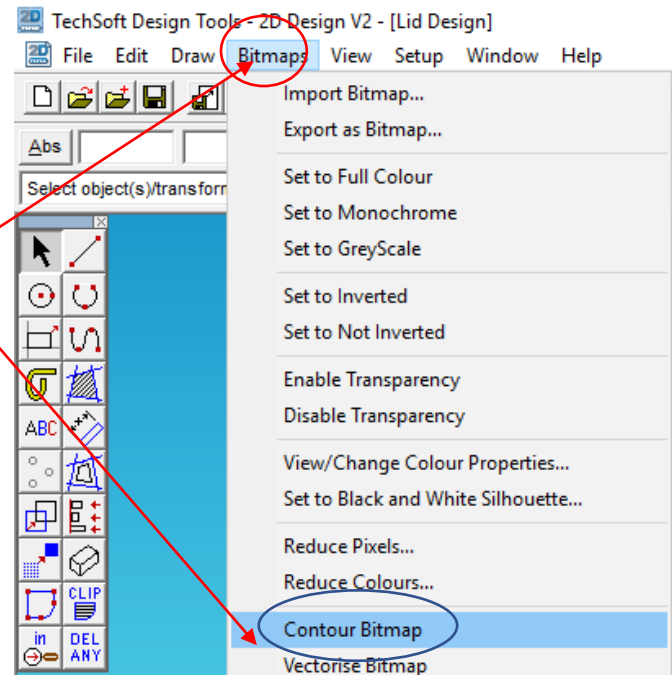 TechSoft Design Tools - 2D Design V2 - [Lid Design]
2D File Edit Draw Bitmaps View Setup Window Help
Import Bitmap...
Export as Bitmap...
Abs
Set to Full Colour
Select object(s)/transform
Set to Monochrome
Set to GreyScale
Set to Inverted
Set to Not Inverted
Enable Transparency
Disable Transparency
ABC
View/Change Colour Properties...
Set to Black and White Silhouette...
Reduce Pixels...
Reduce Colours...
CLIP
Contour Bitmap
in DEL
ANY
Vectorise Bitmap